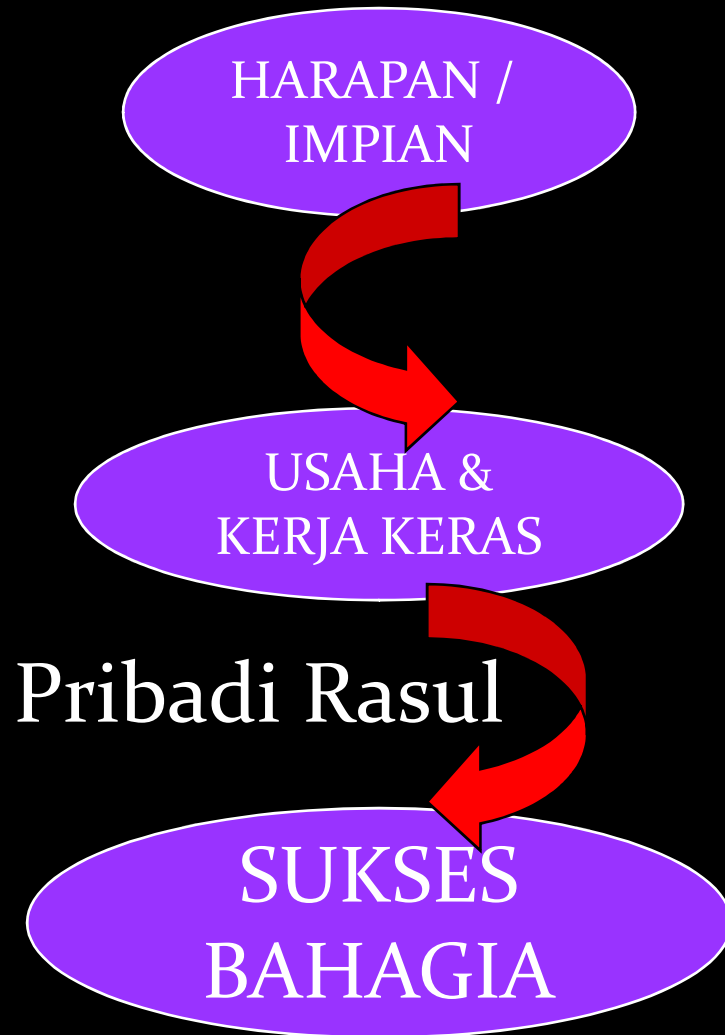 HARAPAN /
IMPIAN
USAHA &
KERJA KERAS
Pribadi Rasul
SUKSES
BAHAGIA